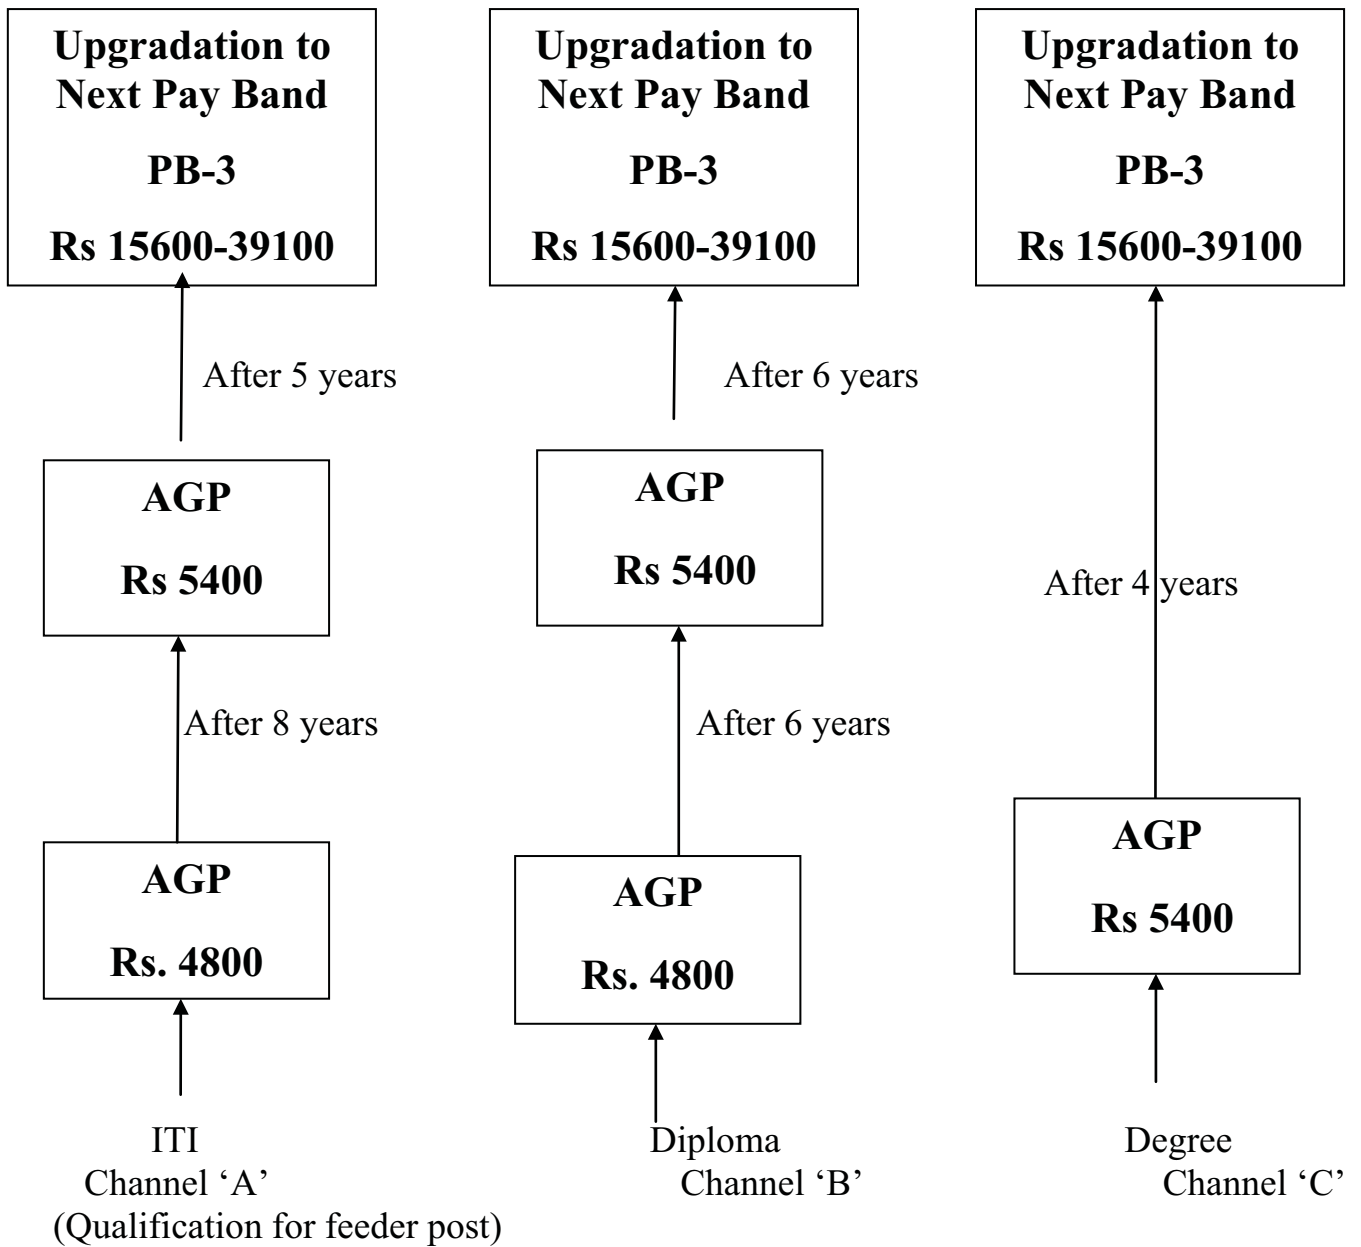 Upgradation to
Next Pay Band
PB-3
Rs 15600-39100
Upgradation to
Next Pay Band
PB-3
Rs 15600-39100
Upgradation to
Next Pay Band
PB-3
Rs 15600-39100
After 5 years
After 6 years
AGP
Rs 5400
AGP
Rs 5400
After 4 years
After 8 years
After 6 years
AGP
Rs. 4800
AGP
Rs. 4800
AGP
Rs 5400
ITI
Channel ‘A’
(Qualification for feeder post)
Diploma
Channel ‘B’
Degree
Channel ‘C’